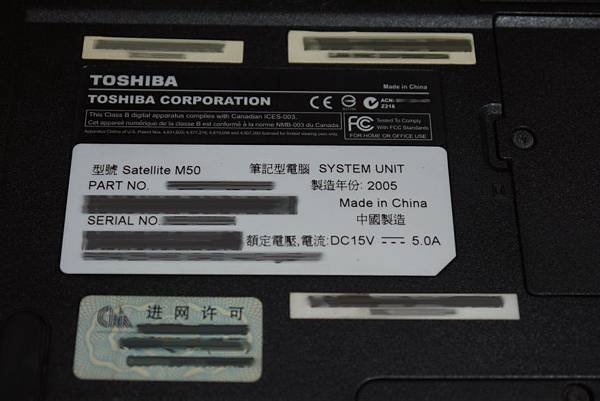 TOSHIBA
Made in China
TOSHIBA CORPORATION
ACN:
2316
This Class B digital apparatus complies with Canadian ICES-003.
Cet appareil numérique de la classe B est conformé à la norme NMB-003 du Canada
FC
Tested To Comply
With FCC Standards
FOR HOME OR OFFICE USE
型號 Satellite M50 筆記型電腦 SYSTEM UNIT
PART NO. 製造年份: 2005
Made in China
SERIAL NO. 中國製造
額定電壓,電流:DC15V 5.0A
进网许可